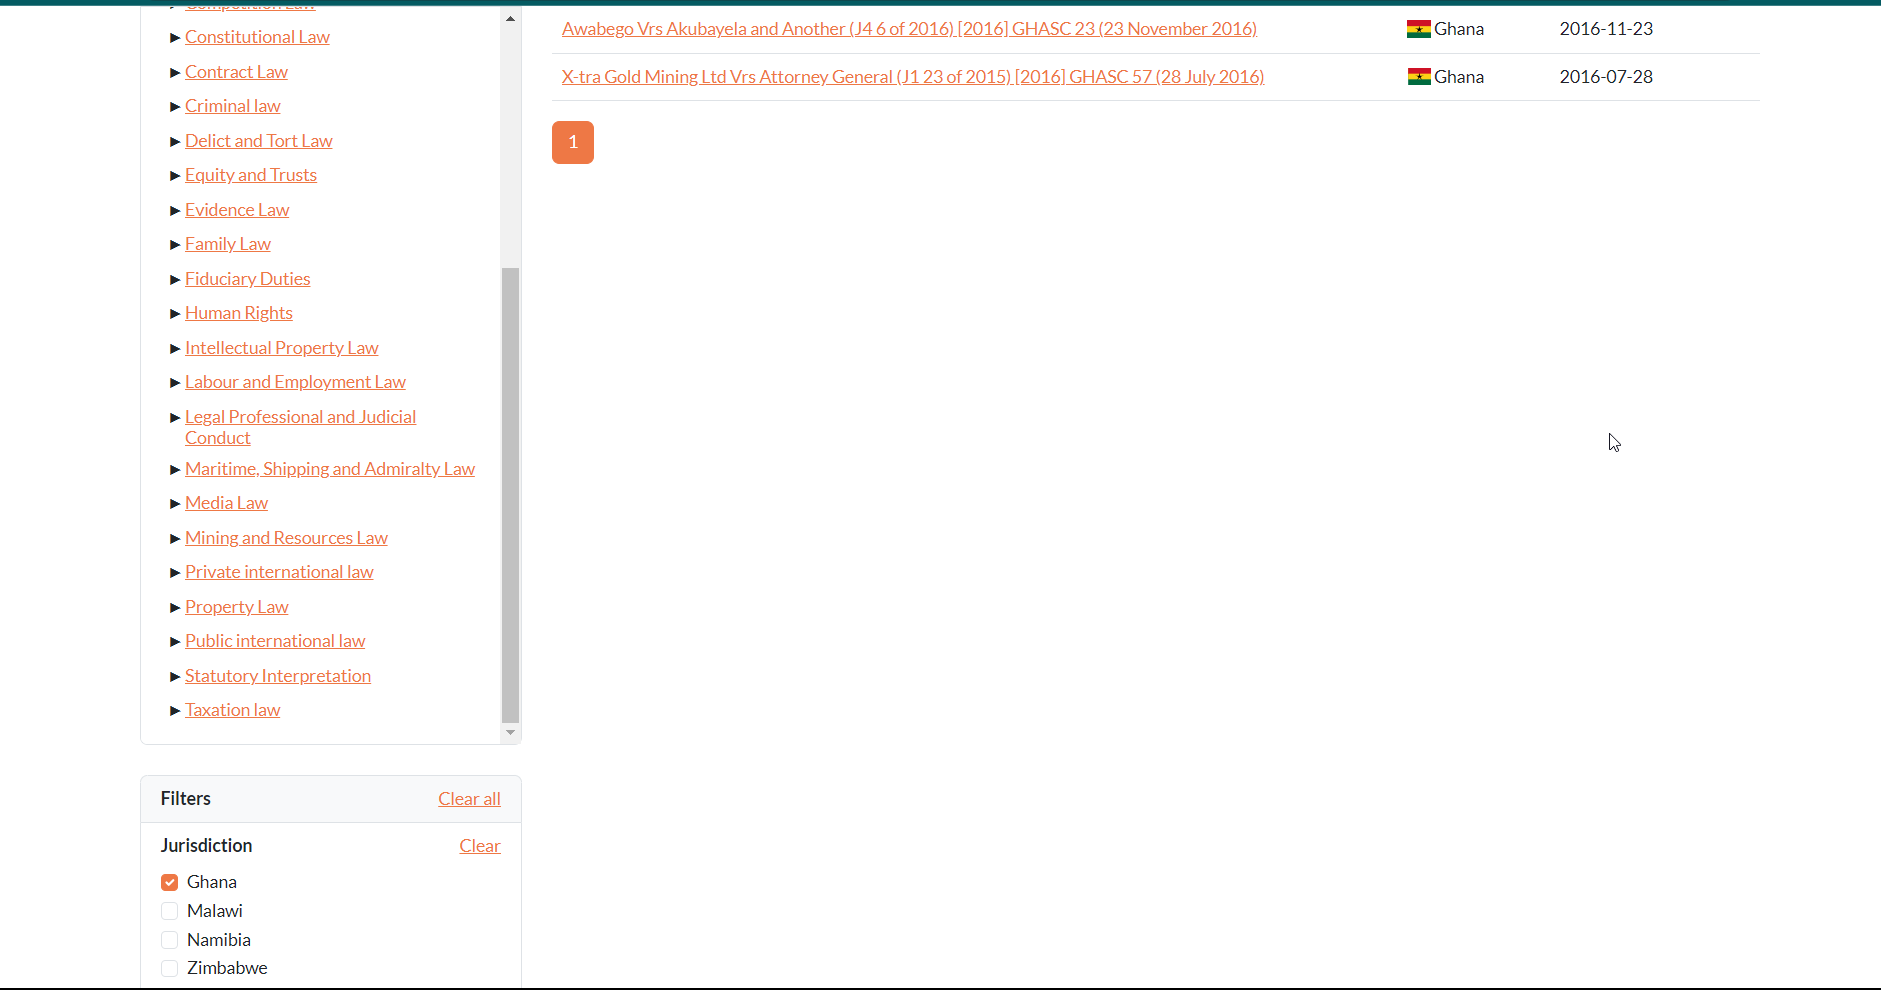 Competition Law
Constitutional Law
Contract Law
Criminal law
Delict and Tort Law
Equity and Trusts
Evidence Law
Family Law
Fiduciary Duties
Human Rights
Intellectual Property Law
Labour and Employment Law
Legal Professional and Judicial
Conduct
Maritime, Shipping and Admiralty Law
Media Law
Mining and Resources Law
Private international law
Property Law
Public international law
Statutory Interpretation
Taxation law
Filters Clear all
Jurisdiction Clear
Ghana
Malawi
Namibia
Zimbabwe
Awabego Vrs Akubayela and Another (J4 6 of 2016) [2016] GHASC 23 (23 November 2016) Ghana 2016-11-23
X-tra Gold Mining Ltd Vrs Attorney General (J1 23 of 2015) [2016] GHASC 57 (28 July 2016) Ghana 2016-07-28
1